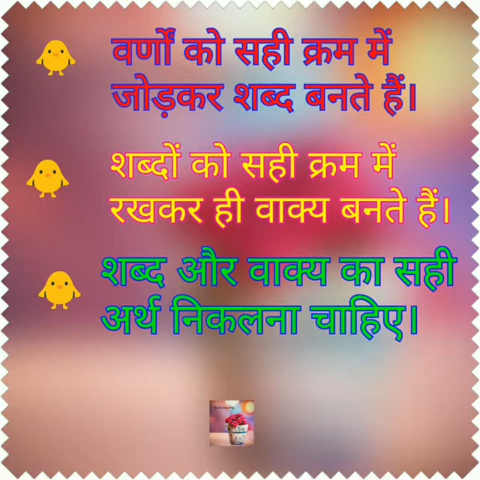 वर्णों को सही क्रम में
जोड़कर शब्द बनते हैं।
शब्दों को सही क्रम में
रखकर ही वाक्य बनते हैं।
शब्द और वाक्य का सही
अर्थ निकलना चाहिए।